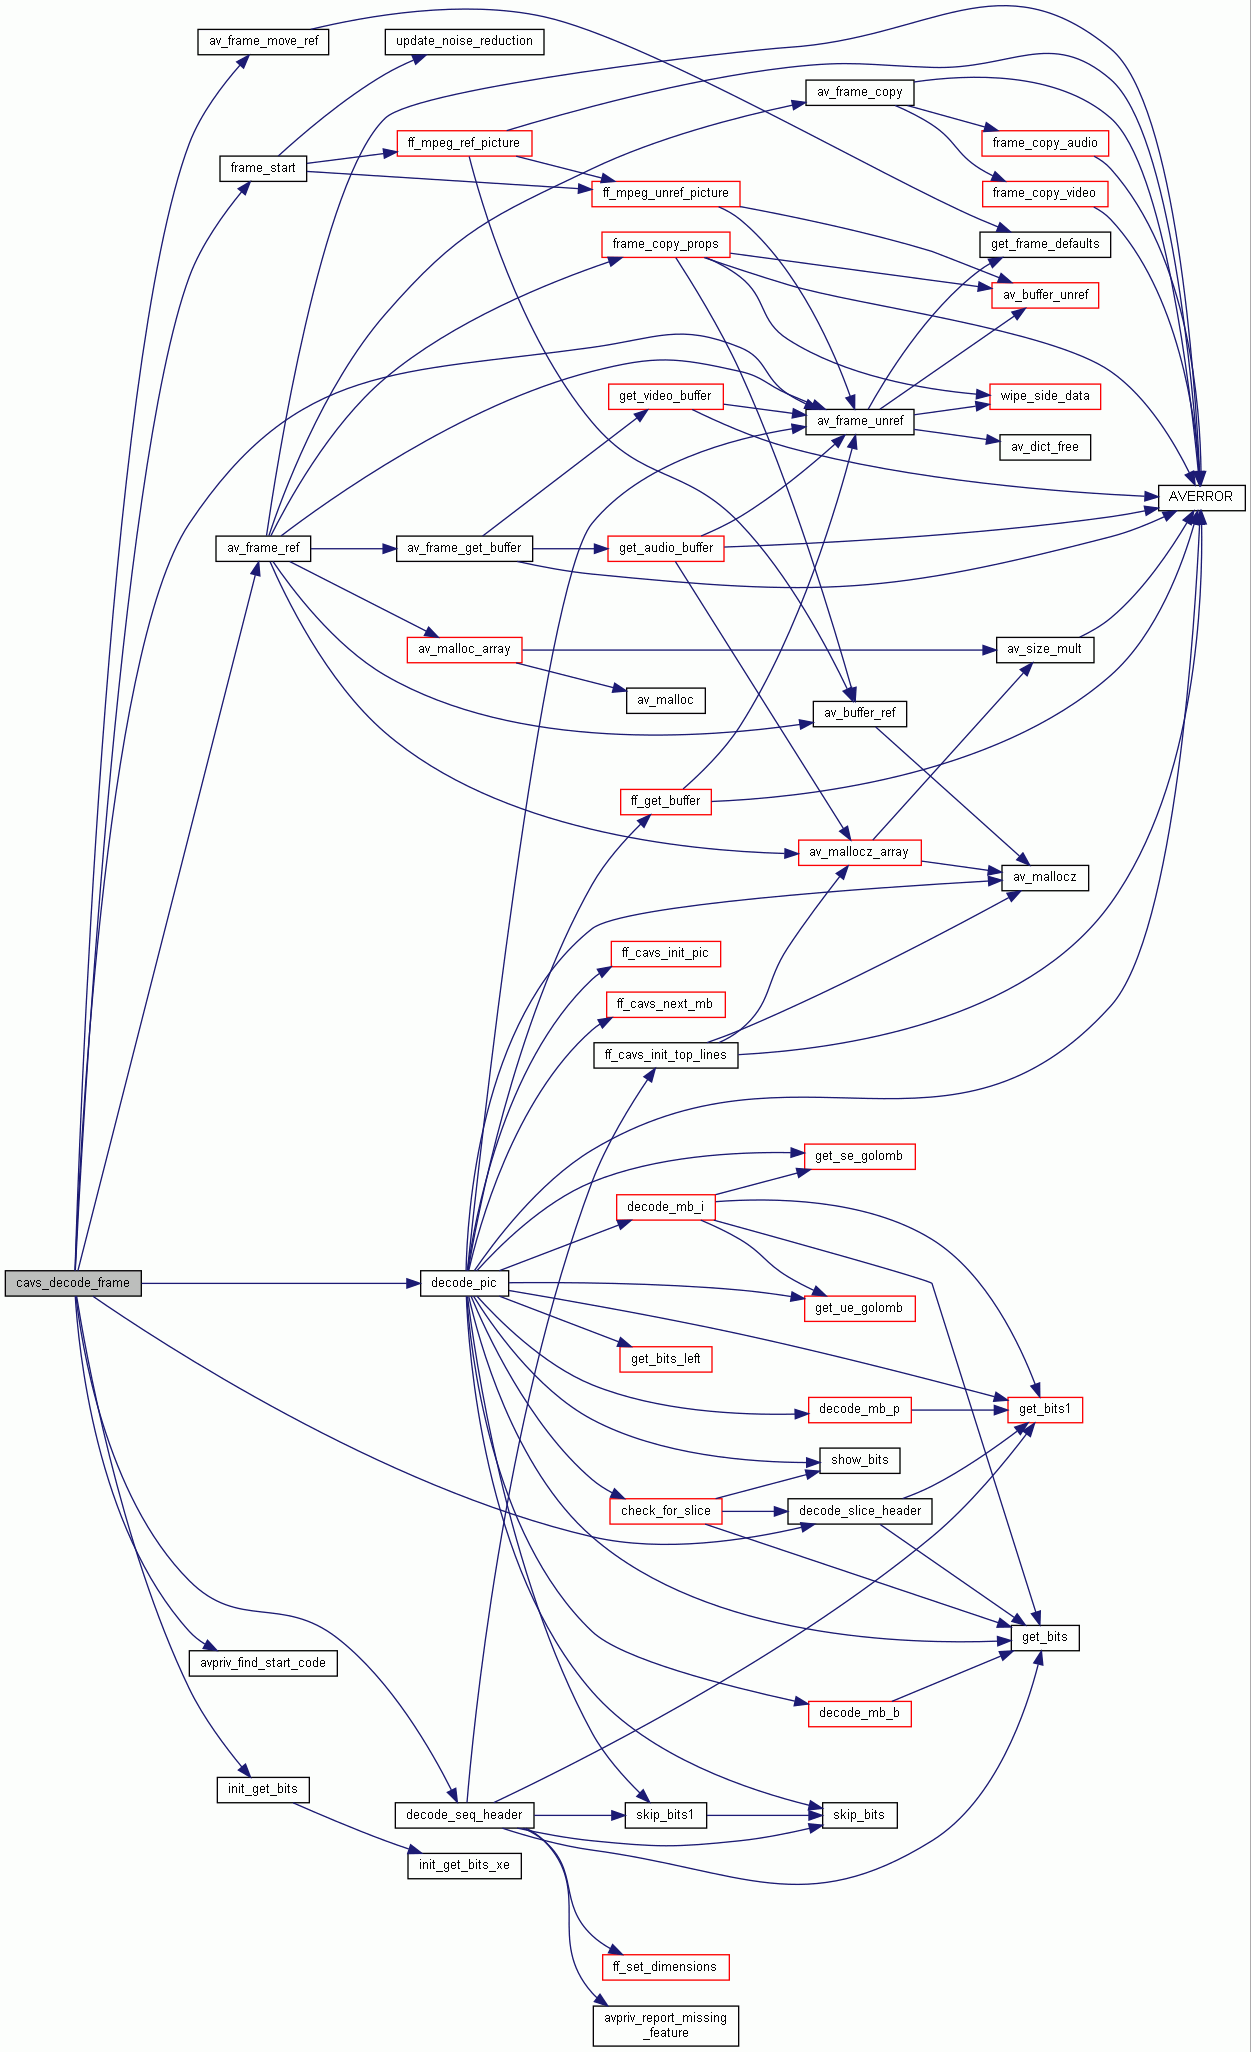 av_frame_move_ref
update_noise_reduction
av_frame_copy
ff_mpeg_ref_picture
frame_copy_audio
frame_start
ff_mpeg_unref_picture
frame_copy_video
frame_copy_props
get_frame_defaults
av_buffer_unref
get_video_buffer
wipe_side_data
av_frame_unref
av_dict_free
AVERROR
av_frame_ref
av_frame_get_buffer
get_audio_buffer
av_malloc_array
av_size_mult
av_malloc
av_buffer_ref
ff_get_buffer
av_mallocz_array
av_mallocz
ff_cavs_init_pic
ff_cavs_next_mb
ff_cavs_init_top_lines
get_se_golomb
decode_mb_i
cavs_decode_frame
decode_pic
get_ue_golomb
get_bits_left
decode_mb_p
get_bits1
show_bits
check_for_slice
decode_slice_header
get_bits
avpriv_find_start_code
decode_mb_b
init_get_bits
decode_seq_header
skip_bits1
skip_bits
init_get_bits_xe
ff_set_dimensions
avpriv_report_missing
_feature